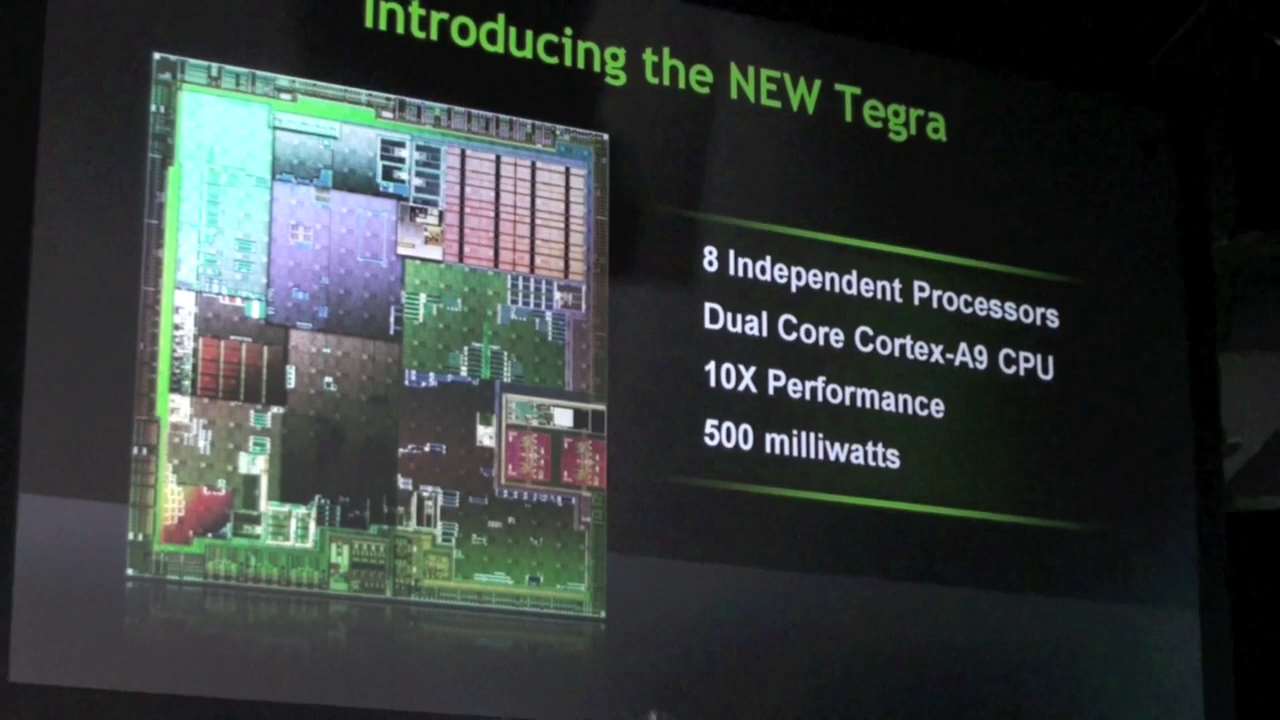 Introducing the NEW Tegra
8 Independent Processors
Dual Core Cortex-A9 CPU
10X Performance
500 milliwatts